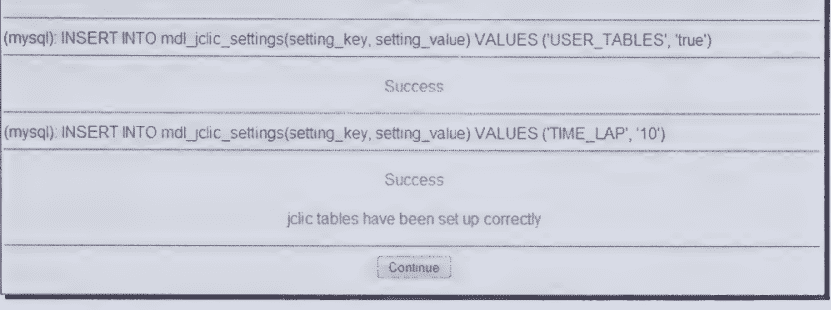 (mysql): INSERT INTO mdl_jclic_settings(setting_key, setting_value) VALUES ('USER_TABLES', 'true')
Success
(mysql): INSERT INTO mdl_jclic_settings(setting_key, setting_value) VALUES ('TIME_LAP', '10')
Success
jclic tables have been set up correctly
Continue